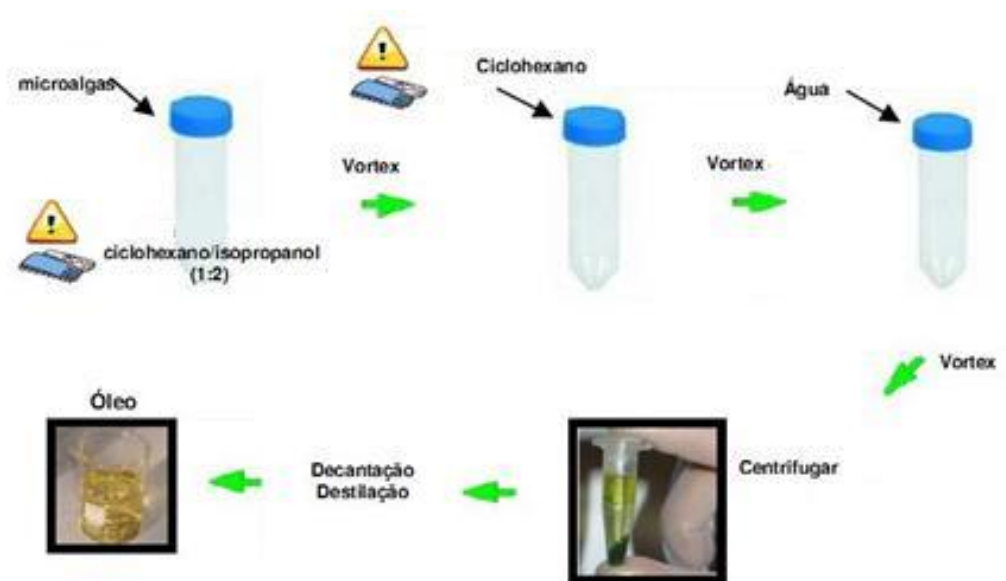 microalgas
ciclohexano/isopropanol
(1:2)
Vortex
Ciclohexano
Vortex
Água
Vortex
Centrifugar
Decantação
Destilação
Óleo